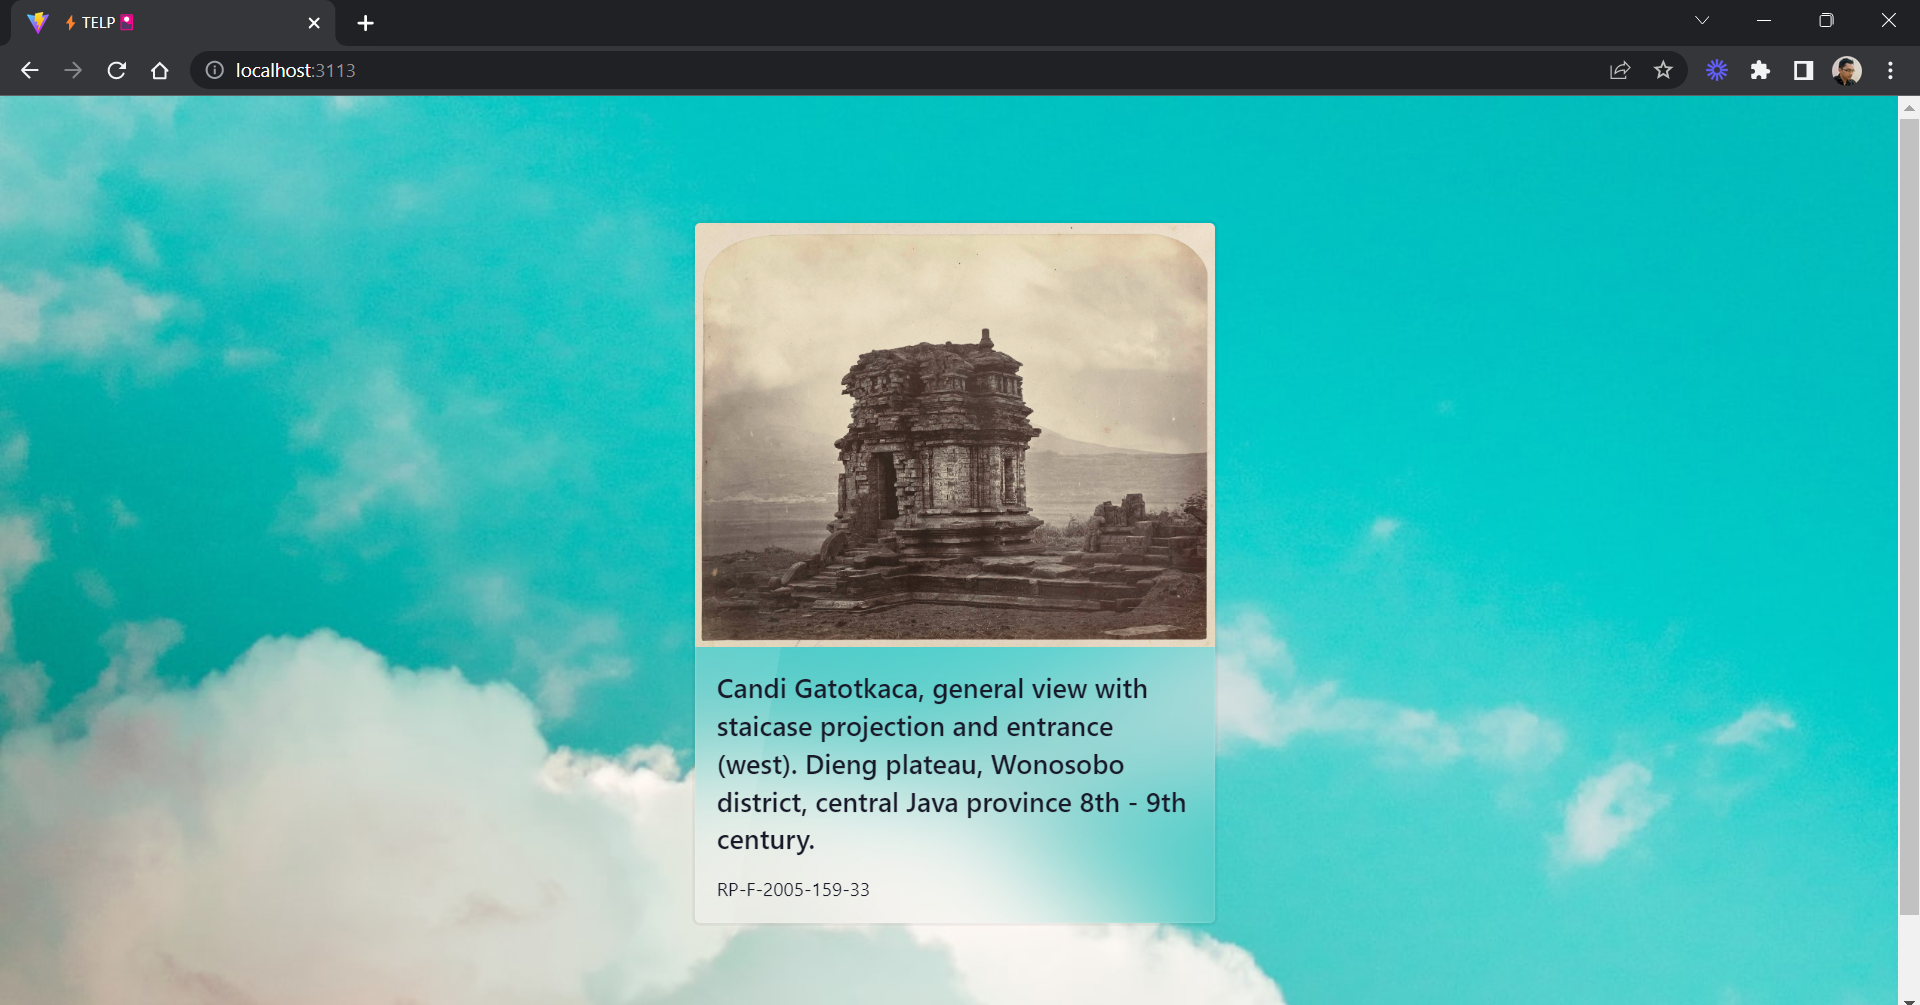 TELP
localhost:3113
Candi Gatotkaca, general view with
staicase projection and entrance
(west). Dieng plateau, Wonosobo
district, central Java province 8th - 9th
century.
RP-F-2005-159-33